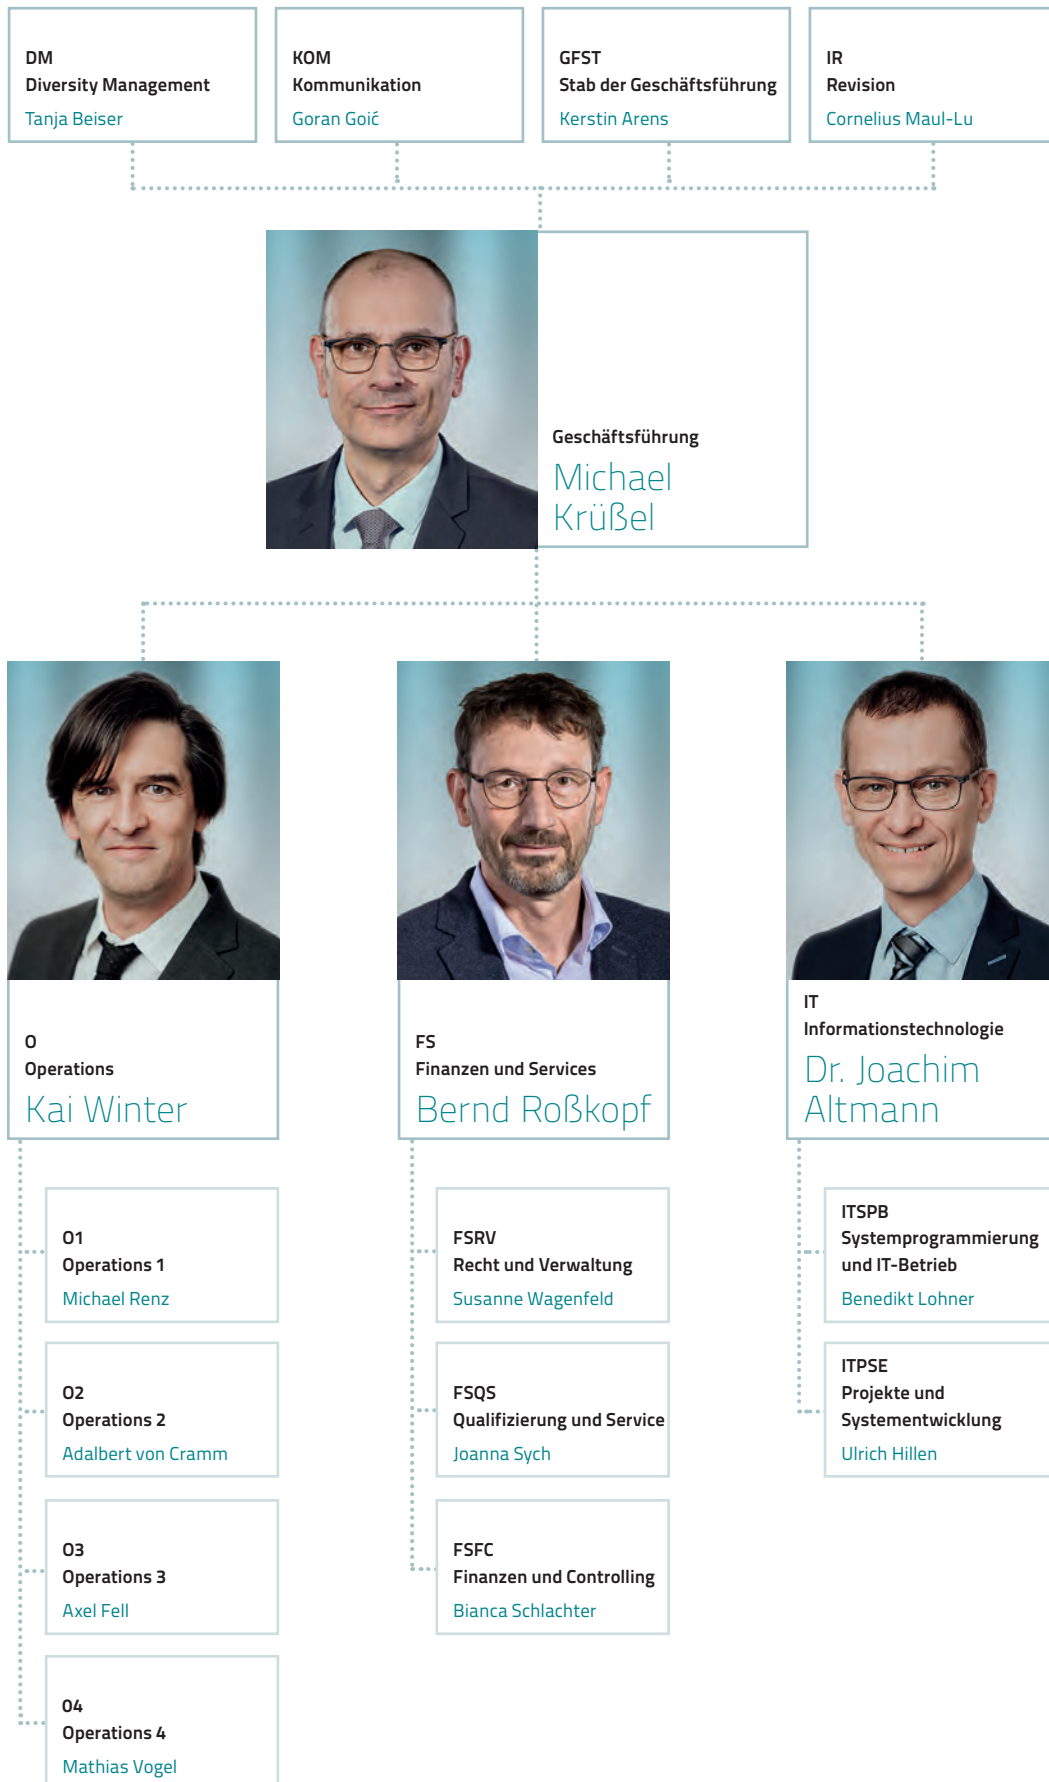 DM
Diversity Management
Tanja Beiser
KOM
Kommunikation
Goran Goić
GFST
Stab der Geschäftsführung
Kerstin Arens
IR
Revision
Cornelius Maul-Lu
Geschäftsführung
Michael
Krüßel
O
Operations
Kai Winter
FS
Finanzen und Services
Bernd Roßkopf
IT
Informationstechnologie
Dr. Joachim
Altmann
O1
Operations 1
Michael Renz
O2
Operations 2
Adalbert von Cramm
O3
Operations 3
Axel Fell
O4
Operations 4
Mathias Vogel
FSRV
Recht und Verwaltung
Susanne Wagenfeld
FSQS
Qualifizierung und Service
Joanna Sych
FSFC
Finanzen und Controlling
Bianca Schlachter
ITSPB
Systemprogrammierung
und IT-Betrieb
Benedikt Lohner
ITPSE
Projekte und
Systementwicklung
Ulrich Hillen